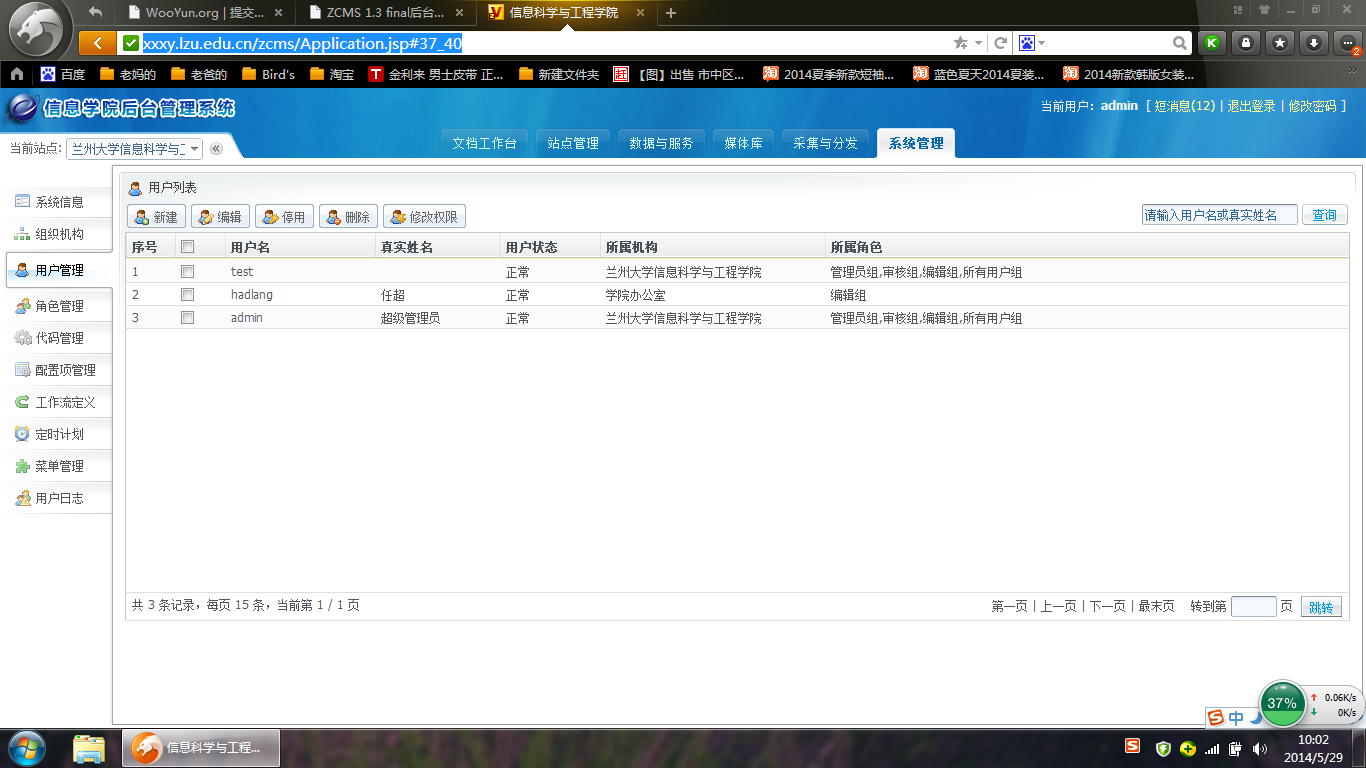 WooYun.org | 提交... ZCMS 1.3 final后台... 信息科学与工程学院
xxxy.lzu.edu.cn/zcms/Application.jsp#37_40
百度 老妈的 老爸的 Bird's 淘宝 金利来 男士皮带 正... 新建文件夹 【图】出售 市中区... 2014夏季新款短袖... 蓝色夏天2014夏装... 2014新款韩版女装...
信息学院后台管理系统 当前用户：admin [ 短消息(12) | 退出登录 | 修改密码 ]
当前站点: 兰州大学信息科学与工 文档工作台 站点管理 数据与服务 媒体库 采集与分发 系统管理
系统信息
组织机构
用户管理
角色管理
代码管理
配置项管理
工作流定义
定时计划
菜单管理
用户日志
用户列表
新建 编辑 停用 删除 修改权限 请输入用户名或真实姓名 查询
序号 用户名 真实姓名 用户状态 所属机构 所属角色
1 test 正常 兰州大学信息科学与工程学院 管理员组,审核组,编辑组,所有用户组
2 hadlang 任超 正常 学院办公室 编辑组
3 admin 超级管理员 正常 兰州大学信息科学与工程学院 管理员组,审核组,编辑组,所有用户组
共 3 条记录，每页 15 条，当前第 1 / 1 页 第一页 | 上一页 | 下一页 | 最末页 转到第 页 跳转
37% 0.06K/s
0K/s
中
信息科学与工程... 10:02
2014/5/29